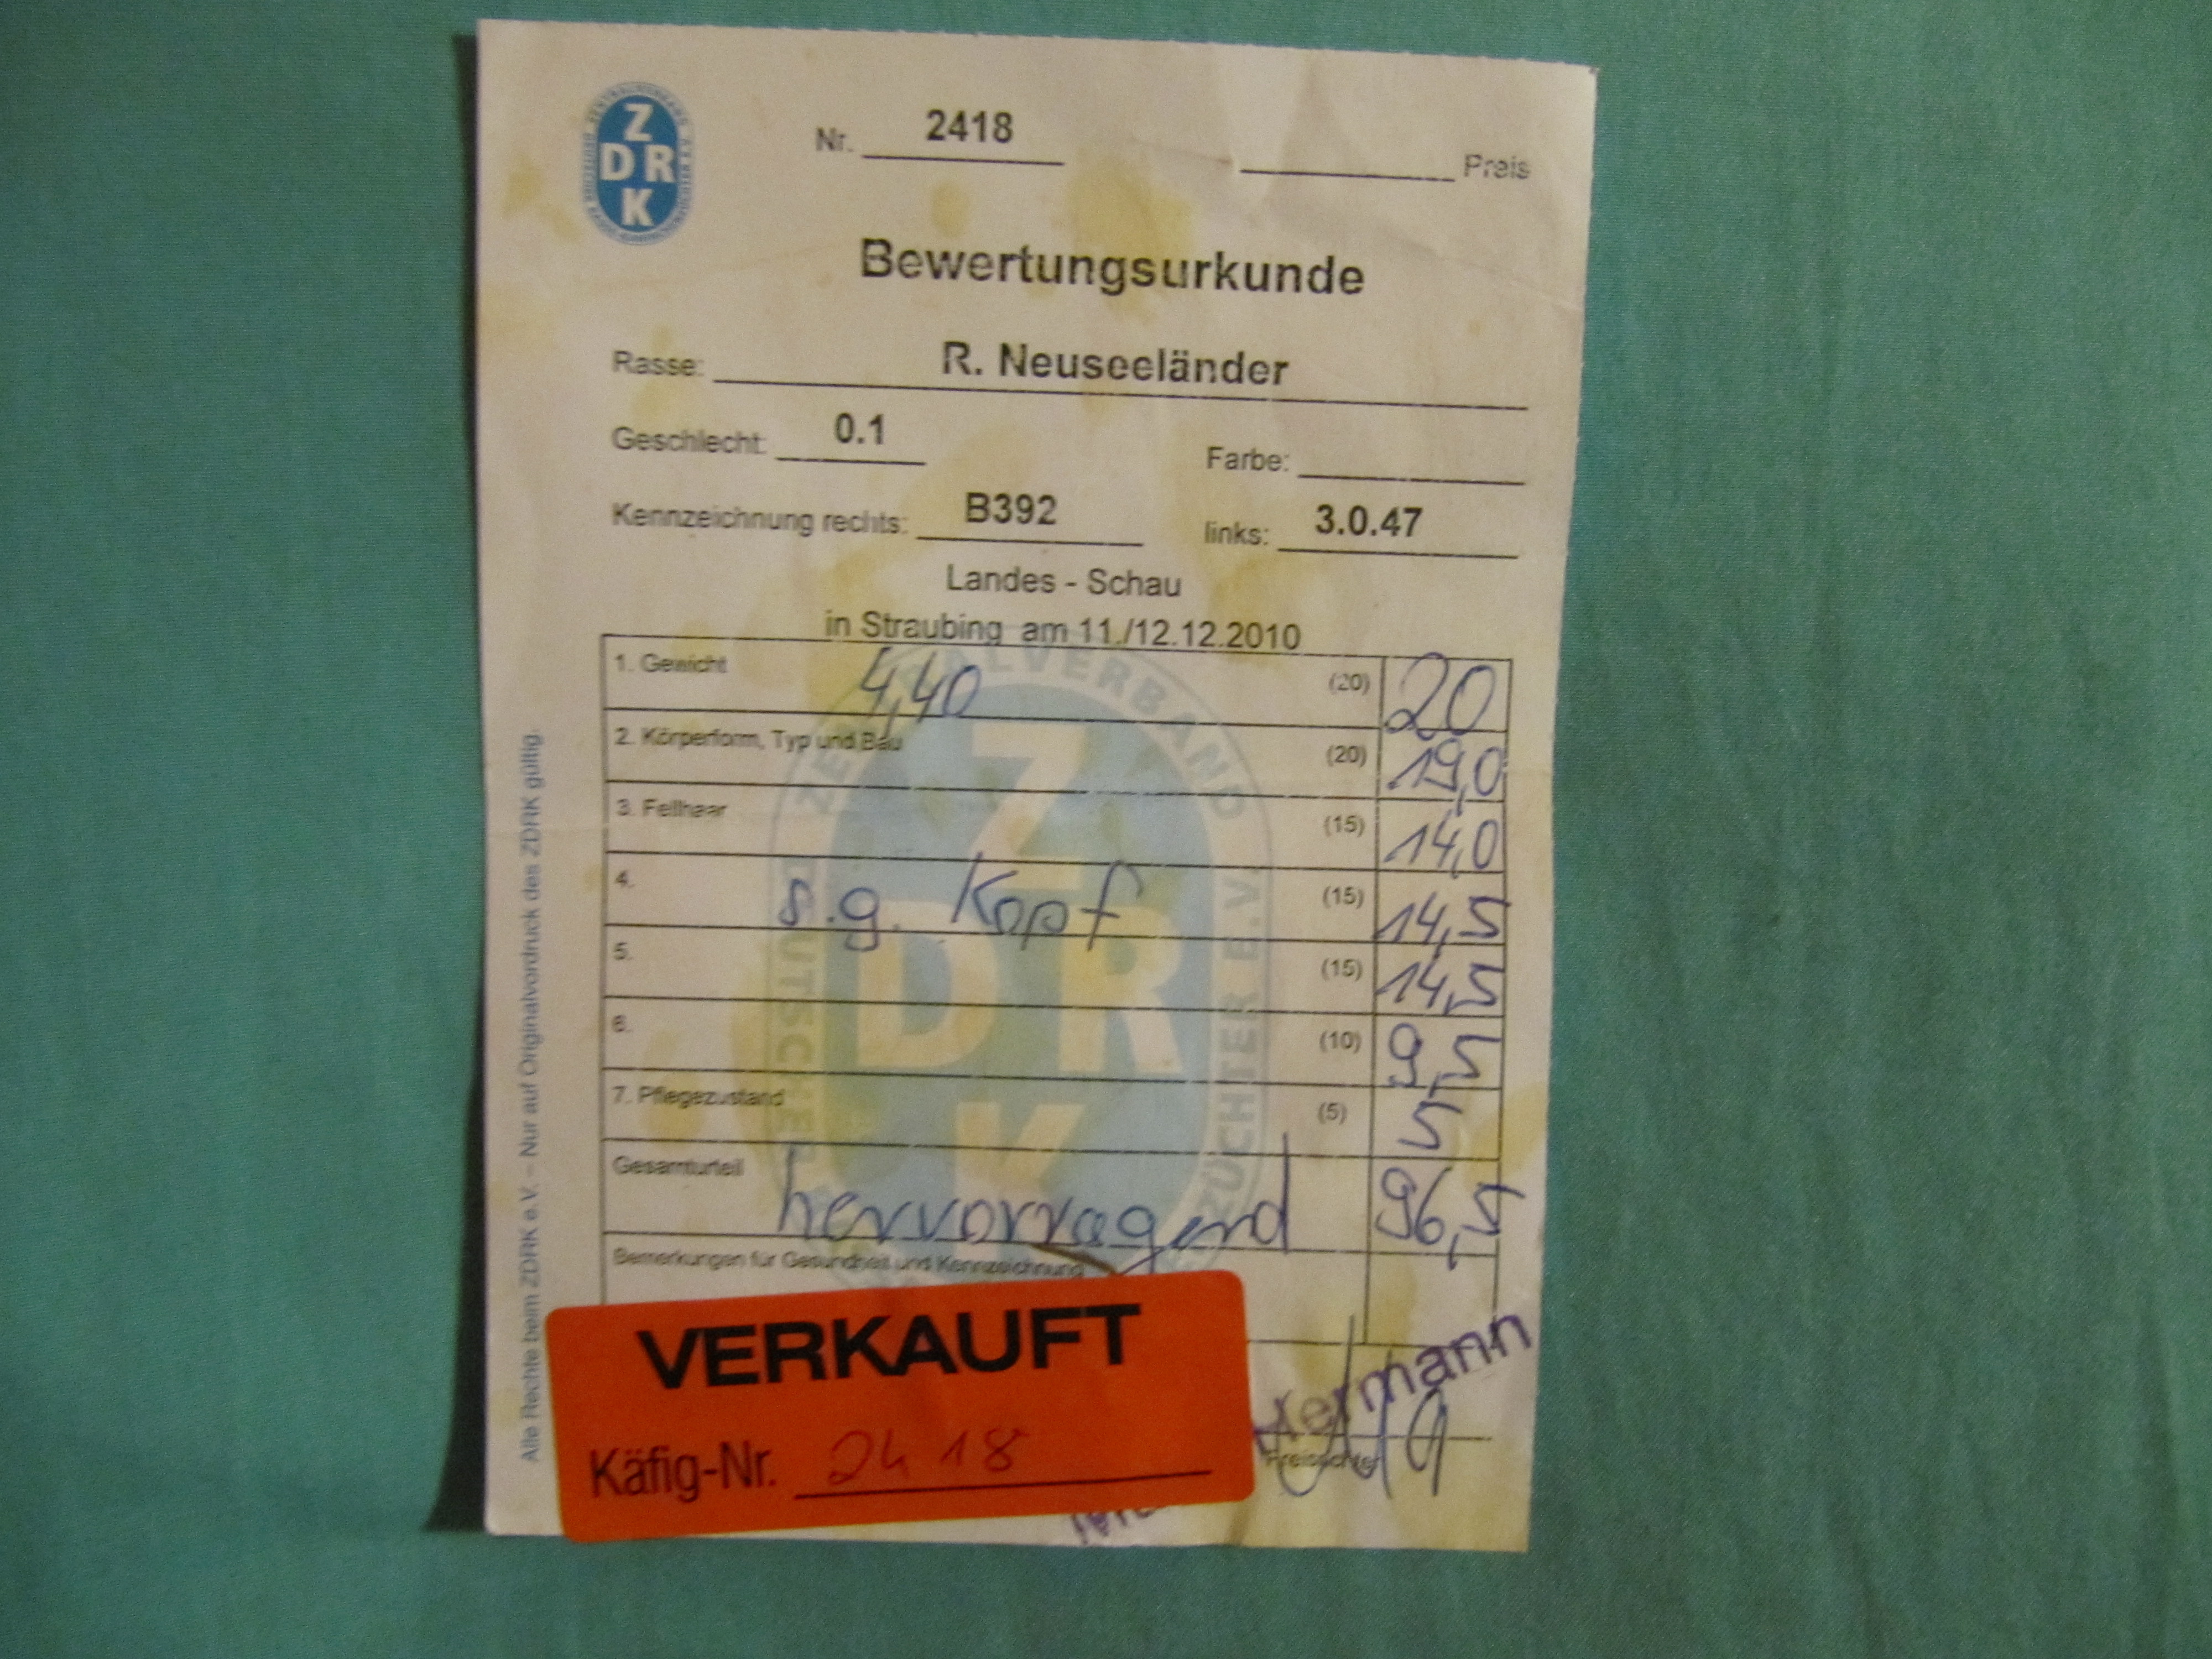 Z
DR
K
Nr. 2418 Preis
Bewertungsurkunde
Rasse: R. Neuseeländer
Geschlecht: 0.1 Farbe:
Kennzeichnung rechts: B392 links: 3.0.47
Landes - Schau
in Straubing am 11./12.12.2010
1. Gewicht 4,40 (20) 20
2. Körperform, Typ und Bau (20) 19,0
3. Fellhaar (15) 14,0
4. s.g. Kopf (15) 14,5
5. (15) 14,5
6. (10) 9,5
7. Pflegezustand (5) 5
Gesamturteil hervorragend 96,5
Bemerkungen für Gesundheit und Kennzeichnung
VERKAUFT
Käfig-Nr. 2418
Hermann
Preisrichter
Alle Rechte beim ZDRK e.V. – Nur auf Originalvordruck des ZDRK gültig.